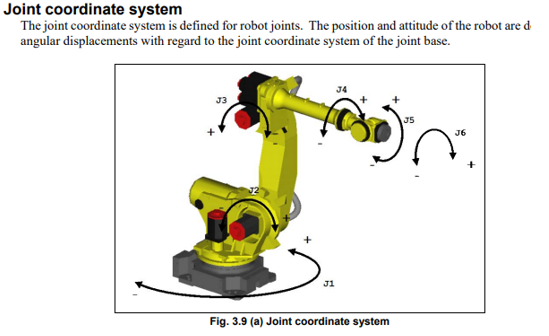 Joint coordinate system
The joint coordinate system is defined for robot joints. The position and attitude of the robot are d
angular displacements with regard to the joint coordinate system of the joint base.
J4
J3
+
+
J5
J6
+
-
-
-
-
+
J2
-
+
+
J1
-
Fig. 3.9 (a) Joint coordinate system